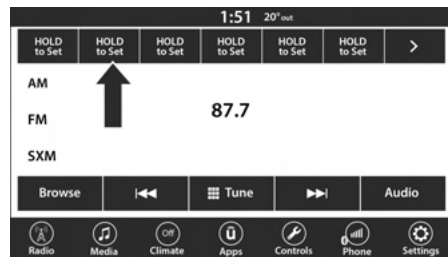 1:51 20° out
HOLD to Set HOLD to Set HOLD to Set HOLD to Set HOLD to Set HOLD to Set >
AM
87.7
FM
SXM
Browse Tune Audio
Off ū
Radio Media Climate Apps Controls Phone Settings